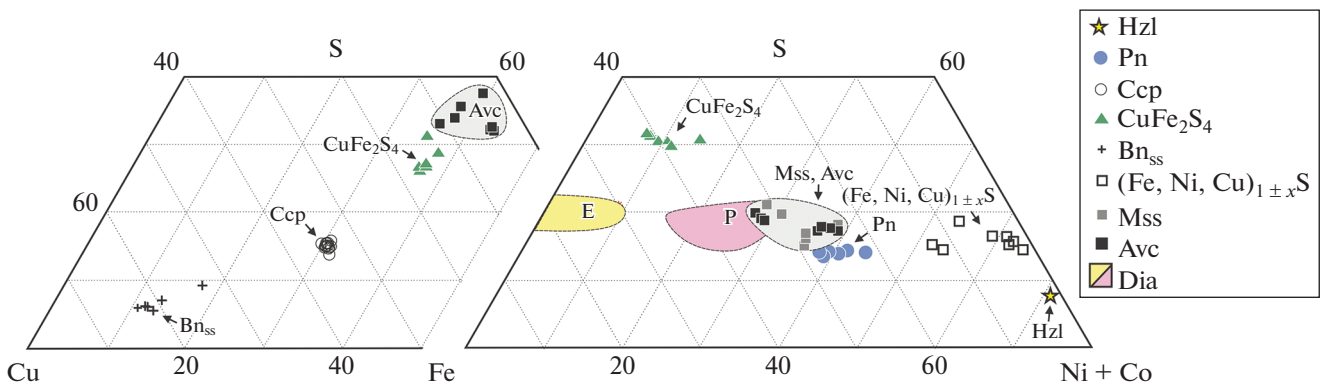 S
40
60
Avc
CuFe₂S₄
60
Ccp
Bnₛₛ
Cu
20
40
Fe
S
40
60
CuFe₂S₄
Mss, Avc
(Fe, Ni, Cu)₁ ± ₓS
E
P
Pn
Hzl
20
40
60
Ni + Co
Hzl
Pn
Ccp
CuFe₂S₄
Bnₛₛ
(Fe, Ni, Cu)₁ ± ₓS
Mss
Avc
Dia